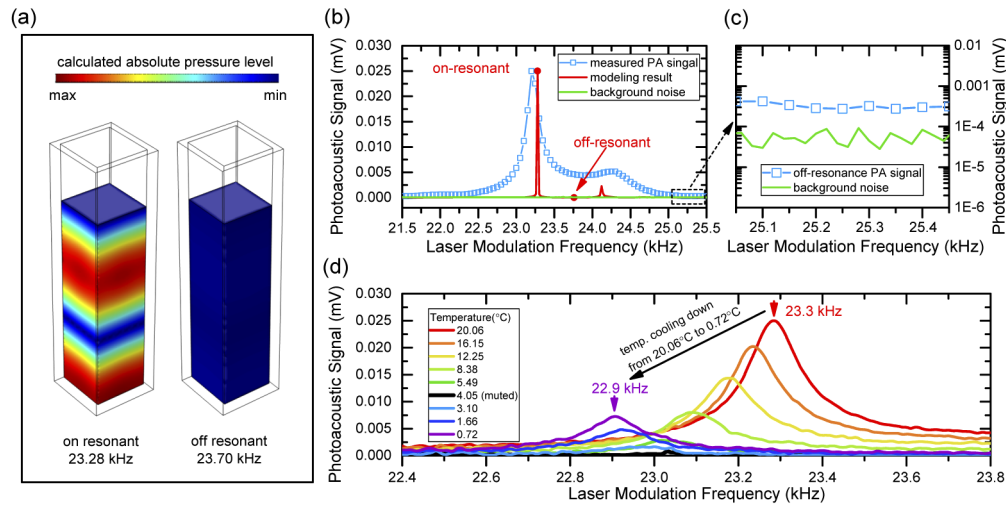 (a)
calculated absolute pressure level
max min
on resonant
23.28 kHz
off resonant
23.70 kHz
(b)
Photoacoustic Signal (mV)
0.030
0.025
0.020
0.015
0.010
0.005
0.000
on-resonant
off-resonant
measured PA singal
modeling result
background noise
21.5 22.0 22.5 23.0 23.5 24.0 24.5 25.0 25.5
Laser Modulation Frequency (kHz)
(c)
0.01
0.001
1E-4
1E-5
1E-6
Photoacoustic Signal (mV)
off-resonance PA signal
background noise
25.1 25.2 25.3 25.4
Laser Modulation Frequency (kHz)
(d)
Photoacoustic Signal (mV)
0.030
0.025
0.020
0.015
0.010
0.005
0.000
Temperature(°C)
20.06
16.15
12.25
8.38
5.49
4.05 (muted)
3.10
1.66
0.72
22.9 kHz
temp. cooling down
from 20.06°C to 0.72°C
23.3 kHz
22.4 22.6 22.8 23.0 23.2 23.4 23.6 23.8
Laser Modulation Frequency (kHz)